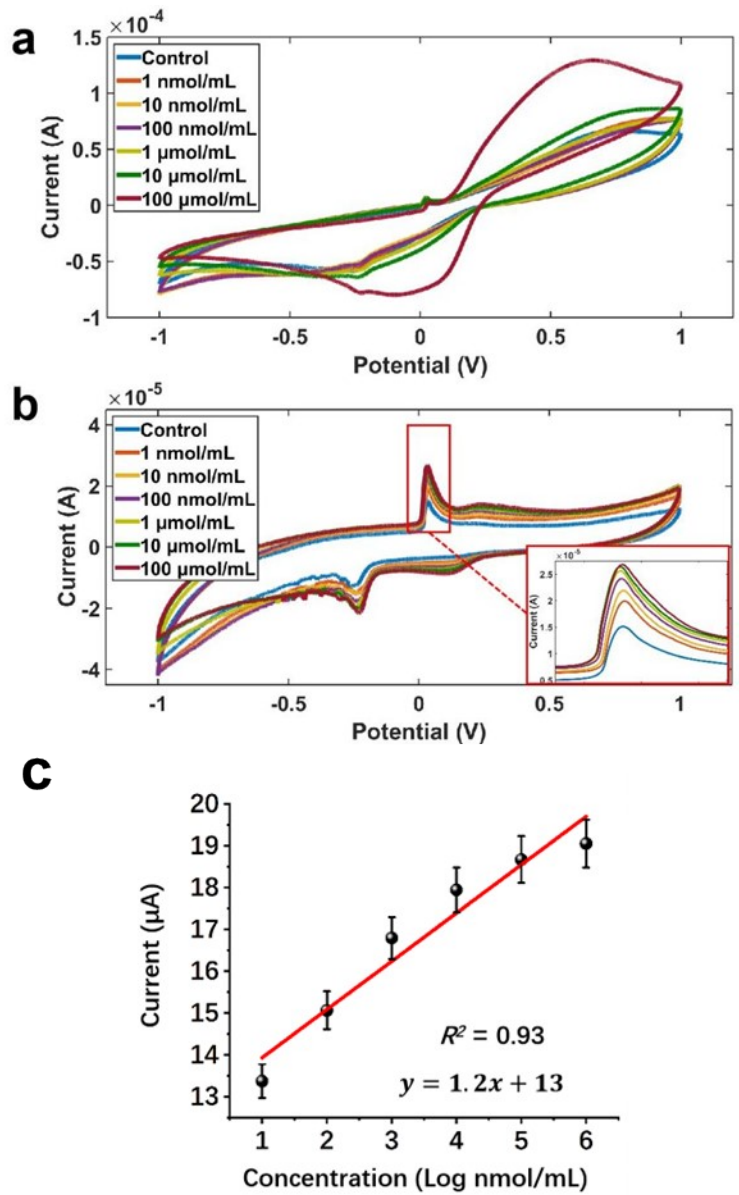 a
×10⁻⁴
1.5
1
0.5
0
-0.5
-1
Current (A)
Control
1 nmol/mL
10 nmol/mL
100 nmol/mL
1 µmol/mL
10 µmol/mL
100 µmol/mL
-1
-0.5
0
0.5
1
Potential (V)
b
×10⁻⁵
4
2
0
-2
-4
Current (A)
Control
1 nmol/mL
10 nmol/mL
100 nmol/mL
1 µmol/mL
10 µmol/mL
100 µmol/mL
×10⁻⁵
2.5
2
1.5
1
0.5
Current (A)
-1
-0.5
0
0.5
1
Potential (V)
c
20
19
18
17
16
15
14
13
Current (µA)
R² = 0.93
y = 1.2x + 13
1
2
3
4
5
6
Concentration (Log nmol/mL)